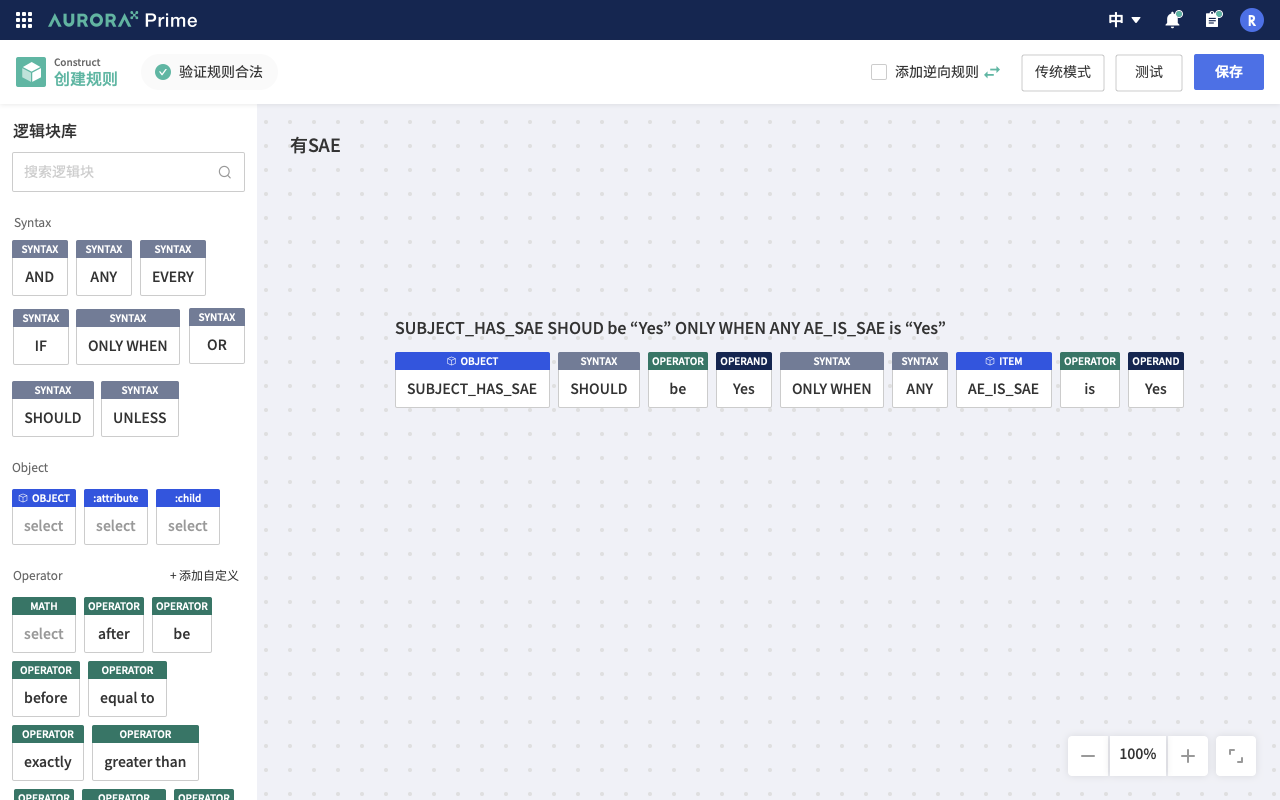 AURORA Prime
中
R
Construct
创建规则
验证规则合法
添加逆向规则
传统模式
测试
保存
逻辑块库
搜索逻辑块
有SAE
Syntax
SYNTAX SYNTAX SYNTAX
AND ANY EVERY
SYNTAX SYNTAX SYNTAX
IF ONLY WHEN OR
SYNTAX SYNTAX
SHOULD UNLESS
SUBJECT_HAS_SAE SHOUD be “Yes” ONLY WHEN ANY AE_IS_SAE is “Yes”
OBJECT SYNTAX OPERATOR OPERAND SYNTAX SYNTAX ITEM OPERATOR OPERAND
SUBJECT_HAS_SAE SHOULD be Yes ONLY WHEN ANY AE_IS_SAE is Yes
Object
OBJECT :attribute :child
select select select
Operator + 添加自定义
MATH OPERATOR OPERATOR
select after be
OPERATOR OPERATOR
before equal to
OPERATOR OPERATOR
exactly greater than
OPERATOR OPERATOR OPERATOR
100%